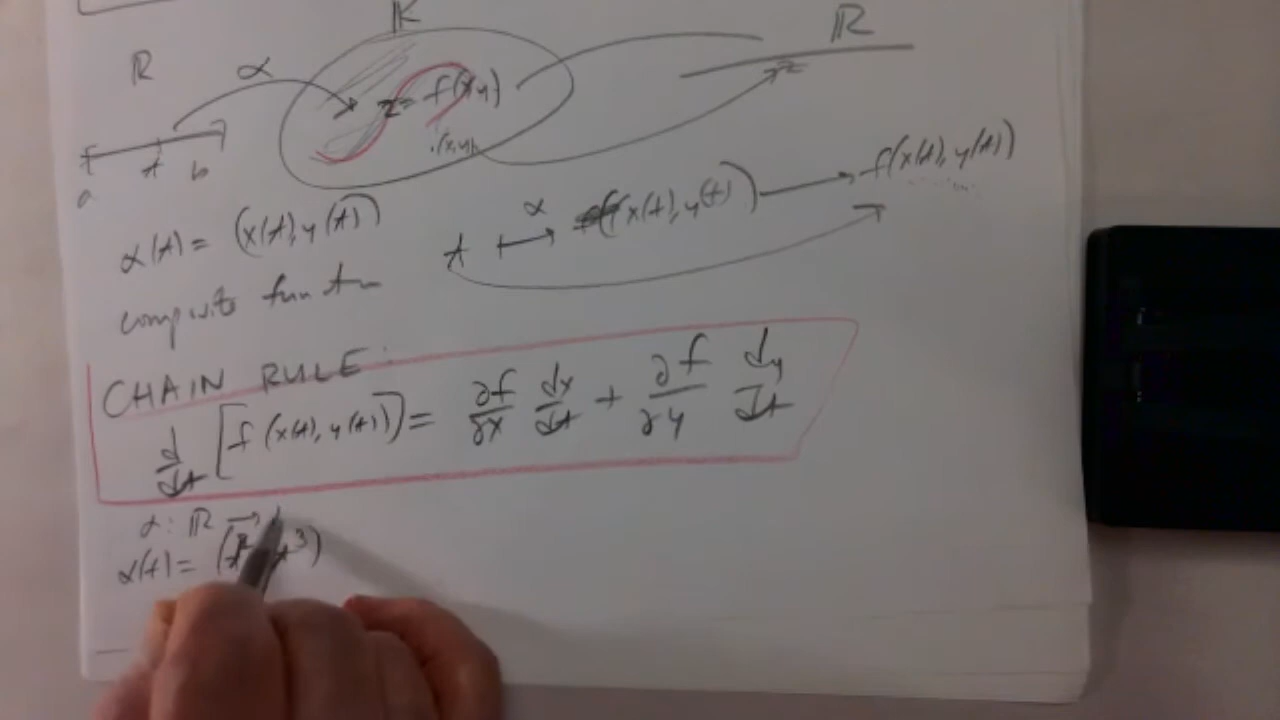 ℝ
α
K
ℝ
z = f(x,y)
(x,y)
z
a t b
α(t) = (x(t), y(t))
t ↦ α (x(t), y(t)) → f(x(t), y(t))
composite function
CHAIN RULE:
d/dt [f(x(t), y(t))] = ∂f/∂x dx/dt + ∂f/∂y dy/dt
α: ℝ →
α(t) =